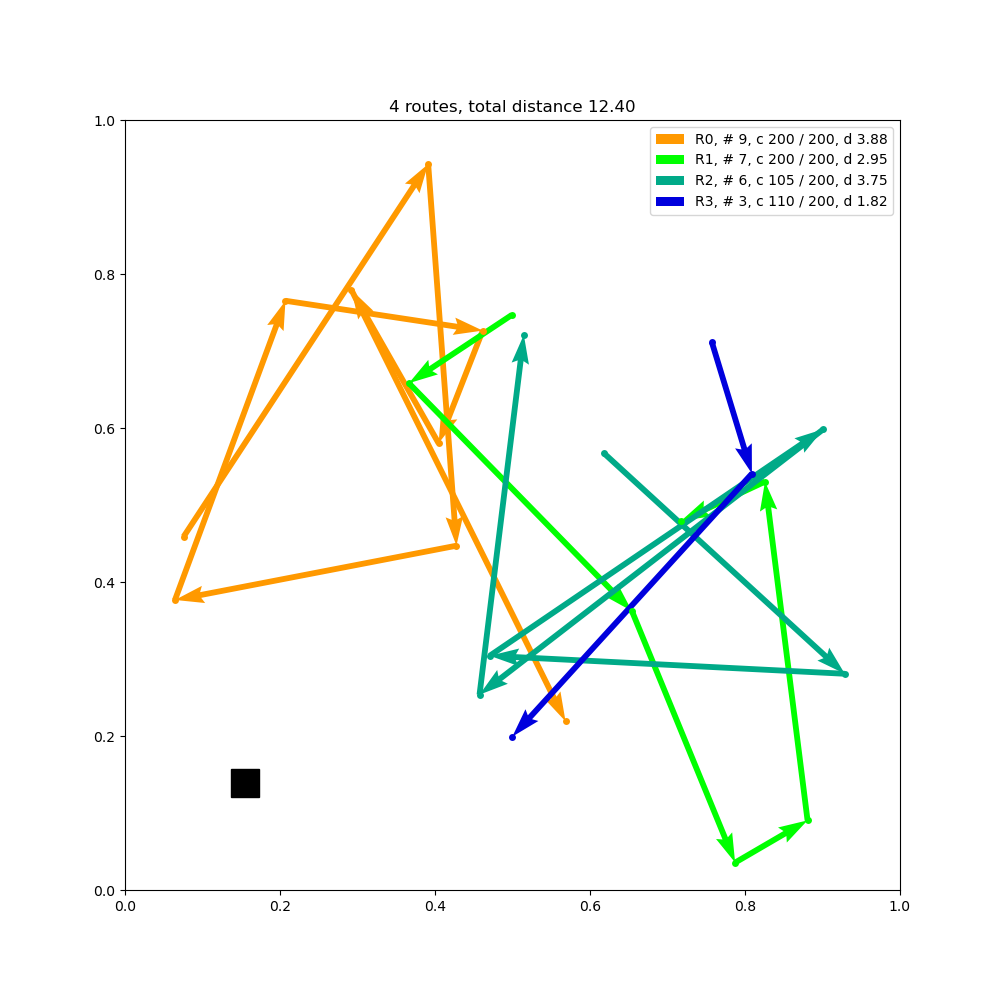 4 routes, total distance 12.40
R0, # 9, c 200 / 200, d 3.88
R1, # 7, c 200 / 200, d 2.95
R2, # 6, c 105 / 200, d 3.75
R3, # 3, c 110 / 200, d 1.82
1.0
0.8
0.6
0.4
0.2
0.0
0.0 0.2 0.4 0.6 0.8 1.0